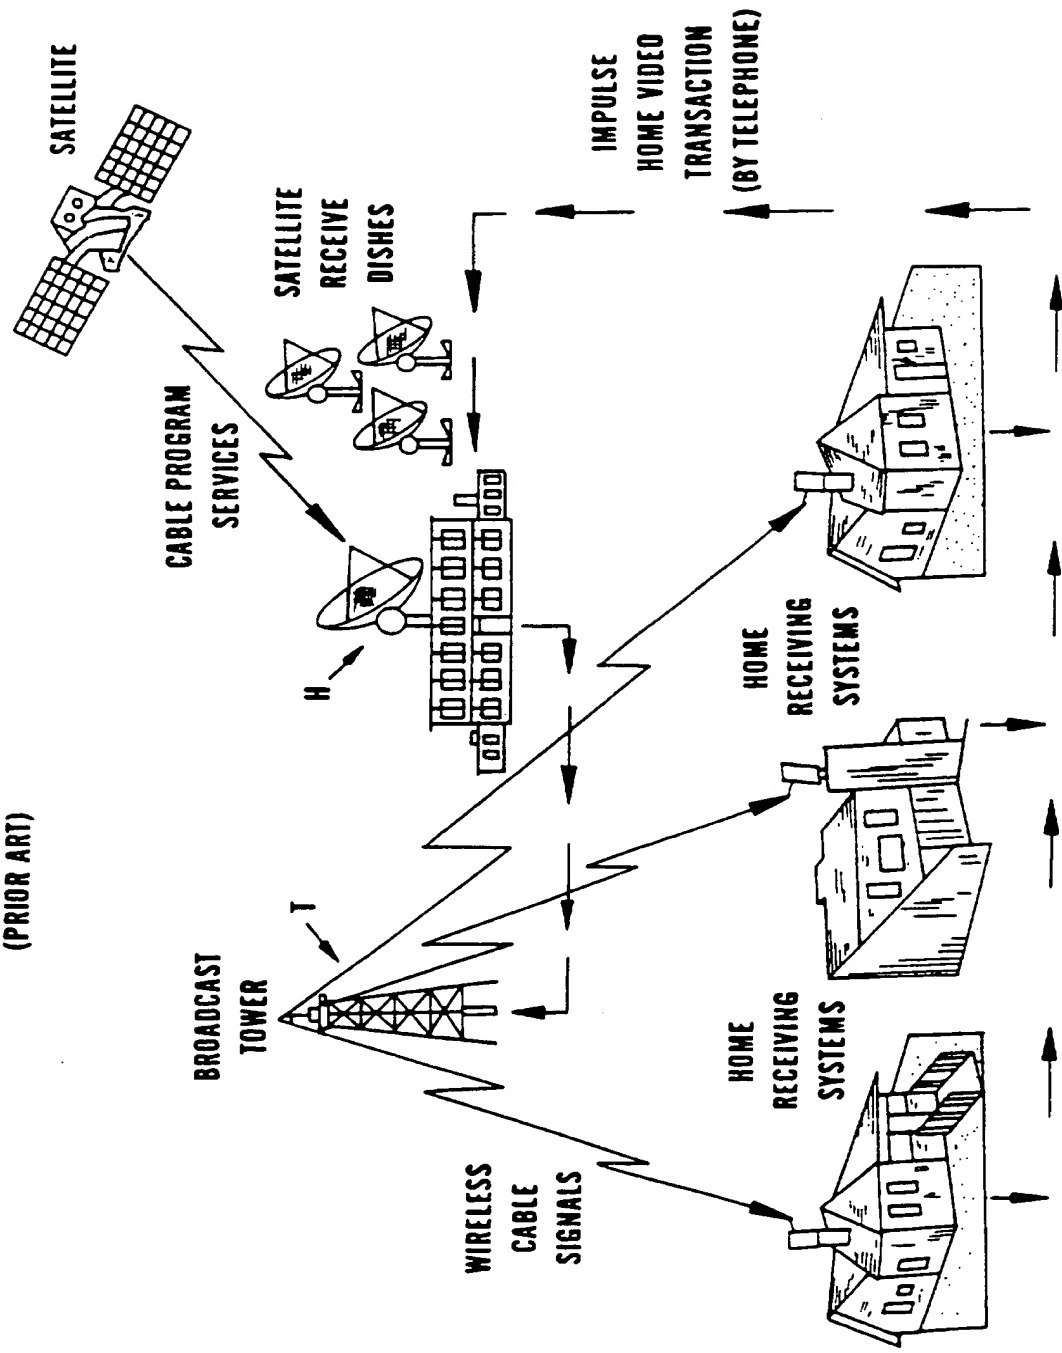 (PRIOR ART)
SATELLITE
CABLE PROGRAM
SERVICES
SATELLITE
RECEIVE
DISHES
H
BROADCAST
TOWER
T
IMPULSE
HOME VIDEO
TRANSACTION
(BY TELEPHONE)
WIRELESS
CABLE
SIGNALS
HOME
RECEIVING
SYSTEMS
HOME
RECEIVING
SYSTEMS